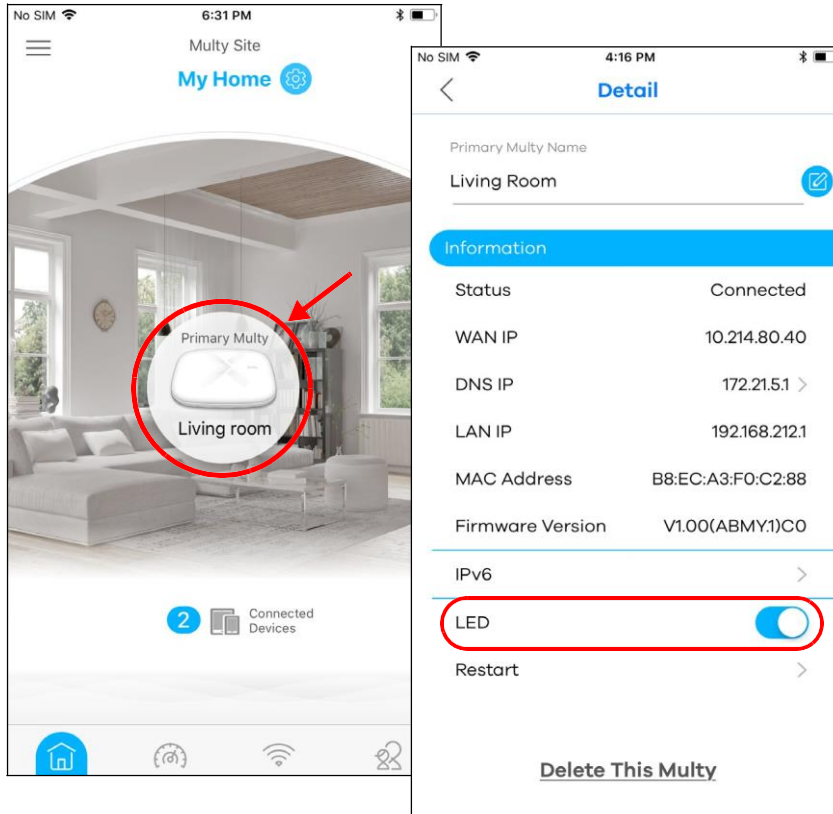 No SIM 6:31 PM
Multy Site
My Home
Primary Multy
Living room
2 Connected
Devices
No SIM 4:16 PM
Detail
Primary Multy Name
Living Room
Information
Status Connected
WAN IP 10.214.80.40
DNS IP 172.21.5.1 >
LAN IP 192.168.212.1
MAC Address B8:EC:A3:F0:C2:88
Firmware Version V1.00(ABMY.1)C0
IPv6 >
LED
Restart >
Delete This Multy